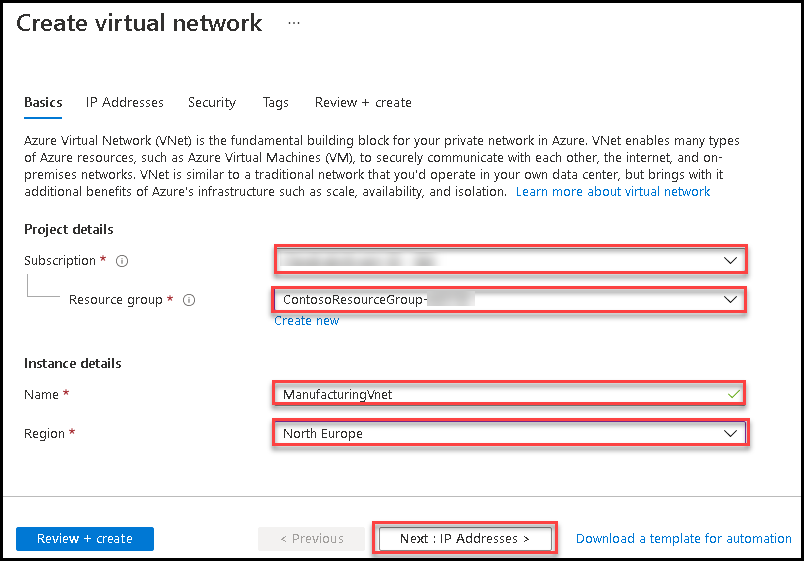 Create virtual network ...
Basics IP Addresses Security Tags Review + create
Azure Virtual Network (VNet) is the fundamental building block for your private network in Azure. VNet enables many types
of Azure resources, such as Azure Virtual Machines (VM), to securely communicate with each other, the internet, and on-
premises networks. VNet is similar to a traditional network that you'd operate in your own data center, but brings with it
additional benefits of Azure's infrastructure such as scale, availability, and isolation. Learn more about virtual network
Project details
Subscription *
Resource group * ContosoResourceGroup-
Create new
Instance details
Name * ManufacturingVnet
Region * North Europe
Review + create < Previous Next : IP Addresses > Download a template for automation